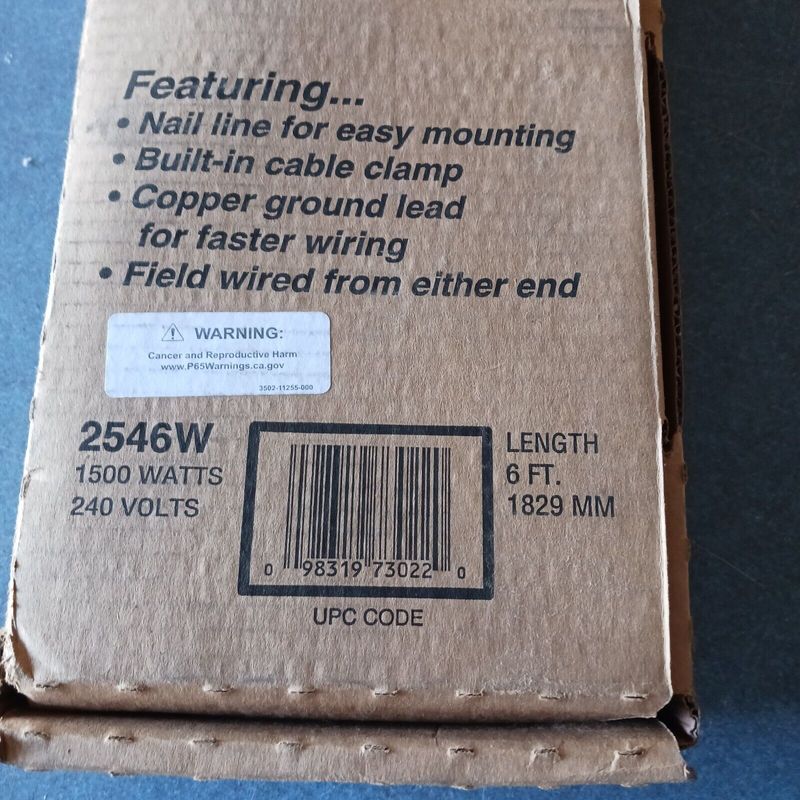 Featuring...
• Nail line for easy mounting
• Built-in cable clamp
• Copper ground lead
for faster wiring
• Field wired from either end
⚠ WARNING:
Cancer and Reproductive Harm
www.P65Warnings.ca.gov
3502-11255-000
2546W
1500 WATTS
240 VOLTS
0 98319 73022 0
UPC CODE
LENGTH
6 FT.
1829 MM